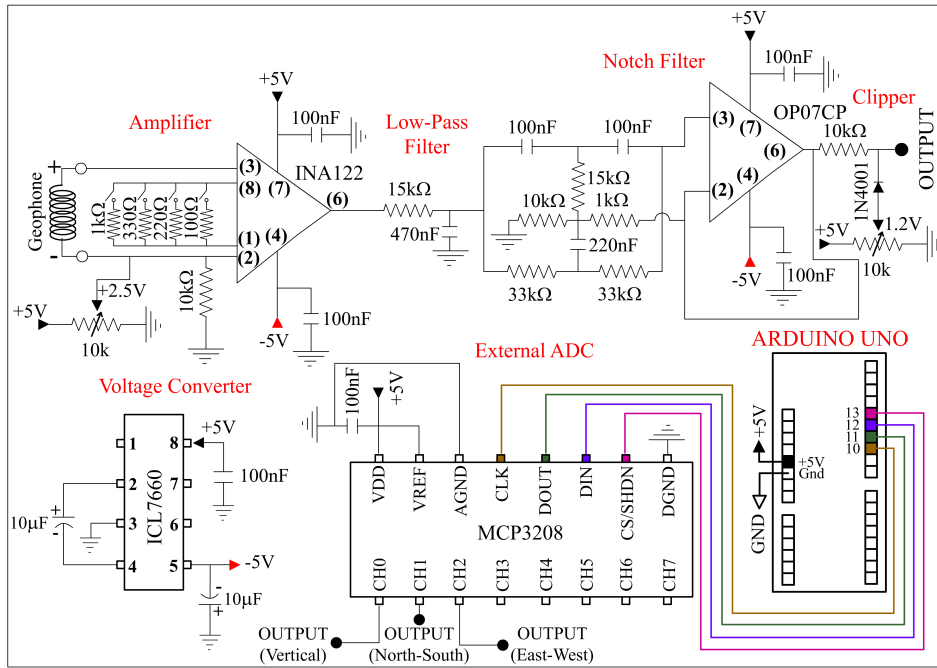 +5V
100nF
Amplifier
INA122
+
Geophone
-
1kΩ
330Ω
220Ω
100Ω
(3)
(8)
(7)
(6)
(1)
(4)
(2)
+2.5V
+5V
10k
10kΩ
-5V
100nF
Low-Pass
Filter
15kΩ
470nF
Notch Filter
100nF
100nF
10kΩ
15kΩ
1kΩ
220nF
33kΩ
33kΩ
+5V
100nF
OP07CP
(3)
(7)
(6)
(2)
(4)
-5V
100nF
Clipper
10kΩ
OUTPUT
1N4001
1.2V
+5V
10k
Voltage Converter
+5V
100nF
1
2
3
4
8
7
6
5
ICL7660
10μF
-
-5V
-
10μF
+
External ADC
100nF
+5V
VDD
VREF
AGND
CLK
DOUT
DIN
CS/SHDN
DGND
MCP3208
CH0
CH1
CH2
CH3
CH4
CH5
CH6
CH7
OUTPUT
(Vertical)
OUTPUT
(North-South)
OUTPUT
(East-West)
ARDUINO UNO
+5V
+5V
Gnd
GND
13
12
11
10